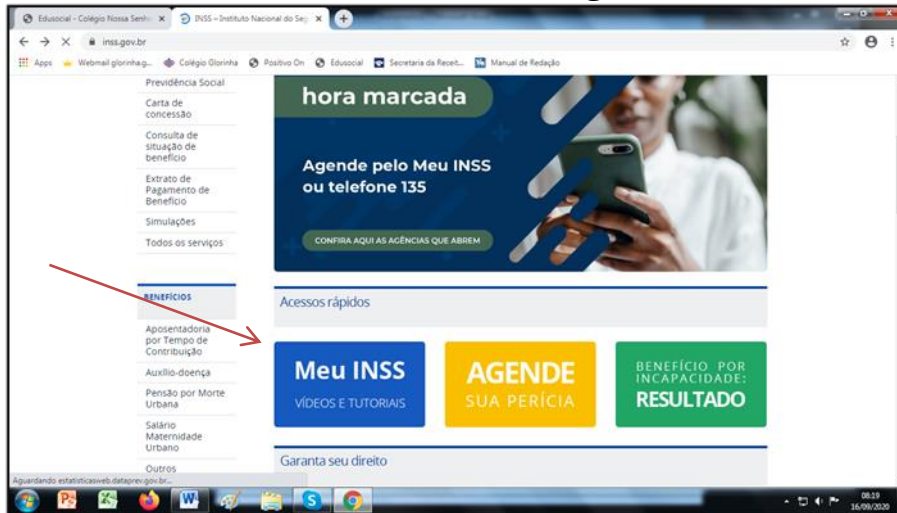 Edusocial - Colégio Nossa Senh
INSS – Instituto Nacional do Seg
inss.gov.br
Apps
Webmail glorinha.g...
Colégio Glorinha
Positivo On
Edusocial
Secretaria da Receit...
Manual de Redação
Previdência Social
Carta de
concessão
Consulta de
situação de
benefício
Extrato de
Pagamento de
Benefício
Simulações
Todos os serviços
BENEFÍCIOS
Aposentadoria
por Tempo de
Contribuição
Auxílio-doença
Pensão por Morte
Urbana
Salário
Maternidade
Urbano
Outros
hora marcada
Agende pelo Meu INSS
ou telefone 135
CONFIRA AQUI AS AGÊNCIAS QUE ABREM
Acessos rápidos
Meu INSS
VÍDEOS E TUTORIAIS
AGENDE
SUA PERÍCIA
BENEFÍCIO POR
INCAPACIDADE:
RESULTADO
Garanta seu direito
Aguardando estatisticasweb.dataprev.gov.br...
08:19
16/09/2020